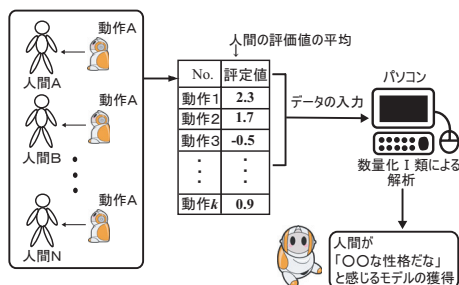 動作A
人間A
動作A
人間B
動作A
人間N
人間の評価値の平均
No. 評定値
動作1 2.3
動作2 1.7
動作3 -0.5
動作k 0.9
データの入力
パソコン
数量化Ⅰ類による
解析
人間が
「○○な性格だな」
と感じるモデルの獲得